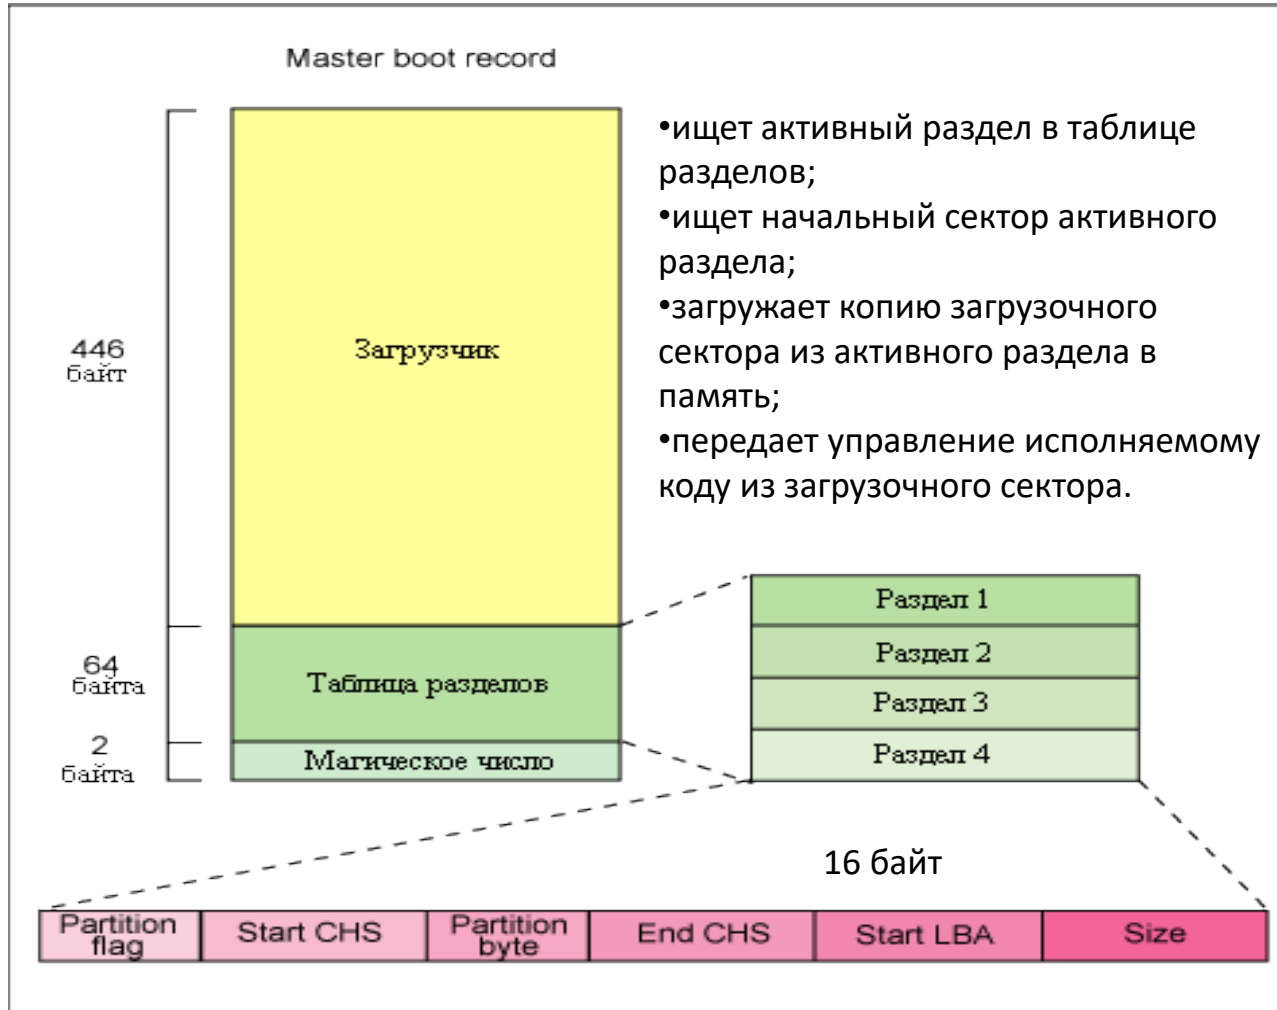 Master boot record
•ищет активный раздел в таблице
разделов;
•ищет начальный сектор активного
раздела;
•загружает копию загрузочного
сектора из активного раздела в
память;
•передает управление исполняемому
коду из загрузочного сектора.
446
байт
Загрузчик
64
байта
Таблица разделов
2
байта
Магическое число
Раздел 1
Раздел 2
Раздел 3
Раздел 4
16 байт
Partition
flag
Start CHS
Partition
byte
End CHS
Start LBA
Size